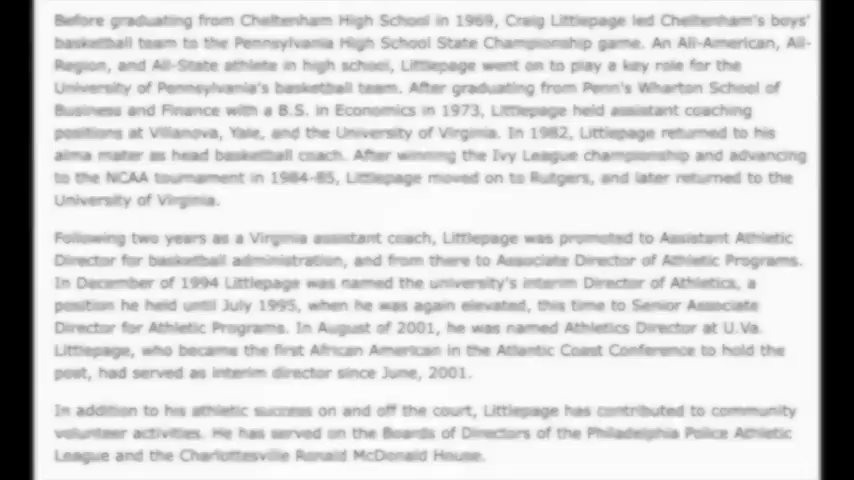 Before graduating from Cheltenham High School in 1969, Craig Littlepage led Cheltenham's boys'
basketball team to the Pennsylvania High School State Championship game. An All-American, All-
Region, and All-State athlete in high school, Littlepage went on to play a key role for the
University of Pennsylvania's basketball team. After graduating from Penn's Wharton School of
Business and Finance with a B.S. in Economics in 1973, Littlepage held assistant coaching
positions at Villanova, Yale, and the University of Virginia. In 1982, Littlepage returned to his
alma mater as head basketball coach. After winning the Ivy League championship and advancing
to the NCAA tournament in 1984-85, Littlepage moved on to Rutgers, and later returned to the
University of Virginia.
Following two years as a Virginia assistant coach, Littlepage was promoted to Assistant Athletic
Director for basketball administration, and from there to Associate Director of Athletic Programs.
In December of 1994 Littlepage was named the university's interim Director of Athletics, a
position he held until July 1995, when he was again elevated, this time to Senior Associate
Director for Athletic Programs. In August of 2001, he was named Athletics Director at U.Va.
Littlepage, who became the first African American in the Atlantic Coast Conference to hold the
post, had served as interim director since June, 2001.
In addition to his athletic success on and off the court, Littlepage has contributed to community
volunteer activities. He has served on the Boards of Directors of the Philadelphia Police Athletic
League and the Charlottesville Ronald McDonald House.